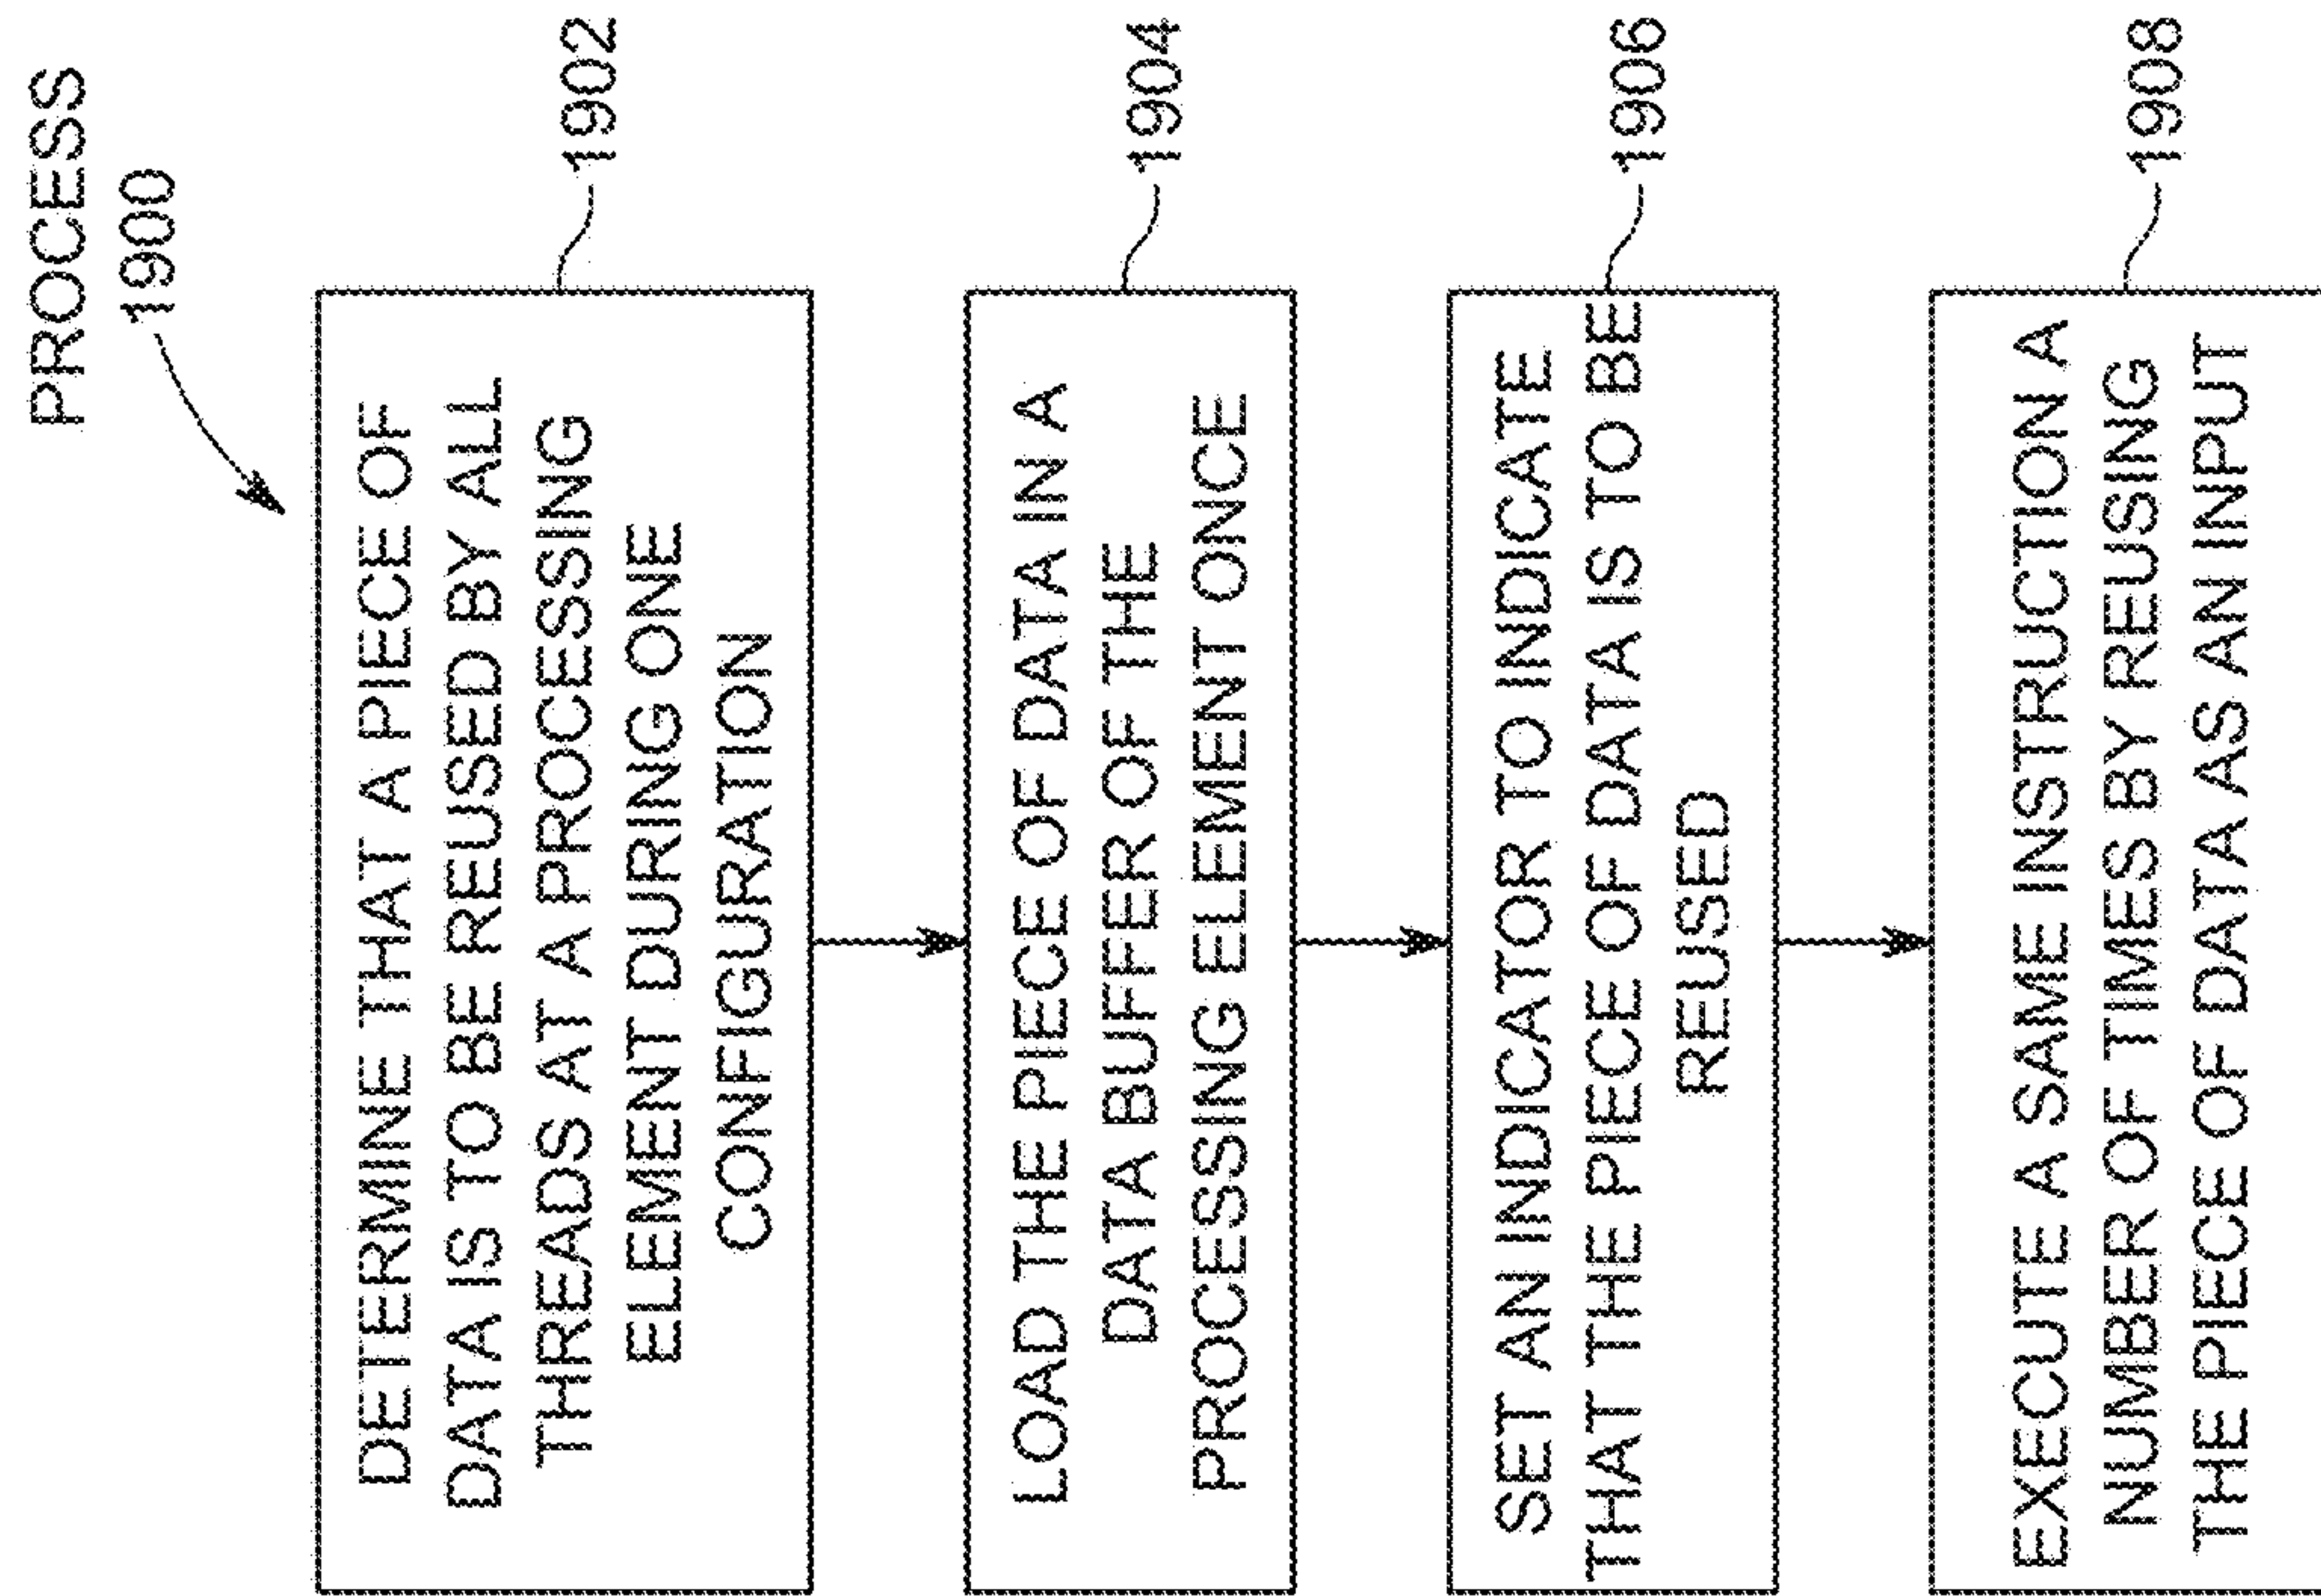 PROCESS
1900
DETERMINE THAT A PIECE OF
DATA IS TO BE REUSED BY ALL
THREADS AT A PROCESSING
ELEMENT DURING ONE
CONFIGURATION
1902
LOAD THE PIECE OF DATA IN A
DATA BUFFER OF THE
PROCESSING ELEMENT ONCE
1904
SET AN INDICATOR TO INDICATE
THAT THE PIECE OF DATA IS TO BE
REUSED
1906
EXECUTE A SAME INSTRUCTION A
NUMBER OF TIMES BY REUSING
THE PIECE OF DATA AS AN INPUT
1908